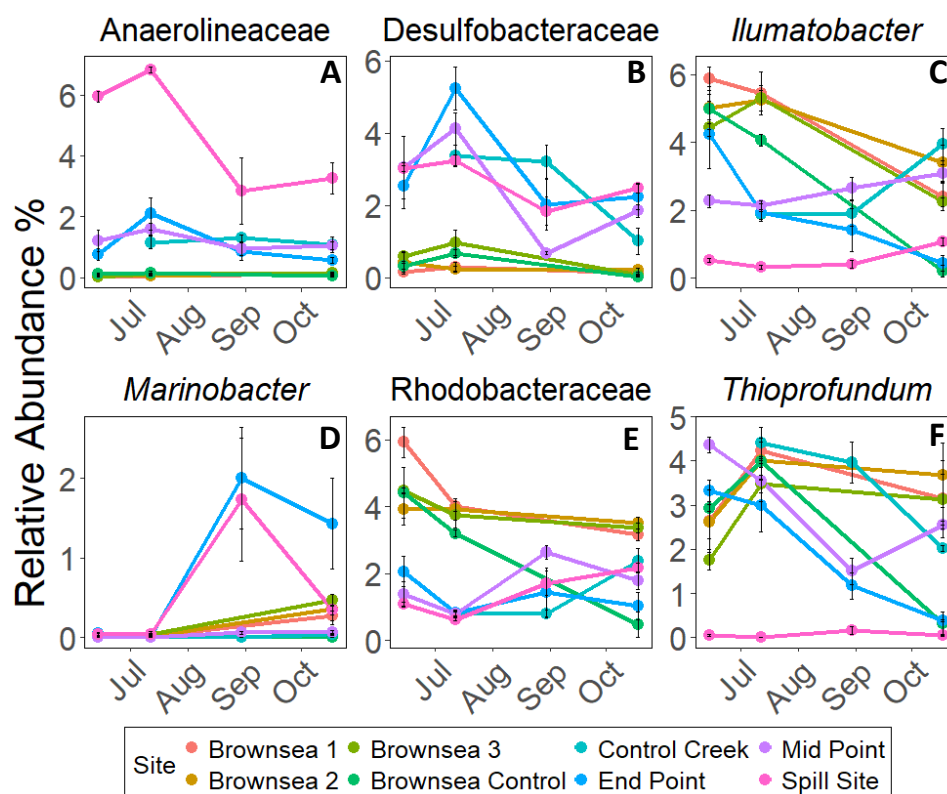 Relative Abundance %
Anaerolineaceae Desulfobacteraceae Ilumatobacter
A B C
6 4 2 0
6 4 2 0
6 4 2 0
Jul Aug Sep Oct Jul Aug Sep Oct Jul Aug Sep Oct
Marinobacter Rhodobacteraceae Thioprofundum
D E F
2 1 0
6 4 2 0
5 4 3 2 1 0
Jul Aug Sep Oct Jul Aug Sep Oct Jul Aug Sep Oct
Site
Brownsea 1 Brownsea 3 Control Creek Mid Point
Brownsea 2 Brownsea Control End Point Spill Site